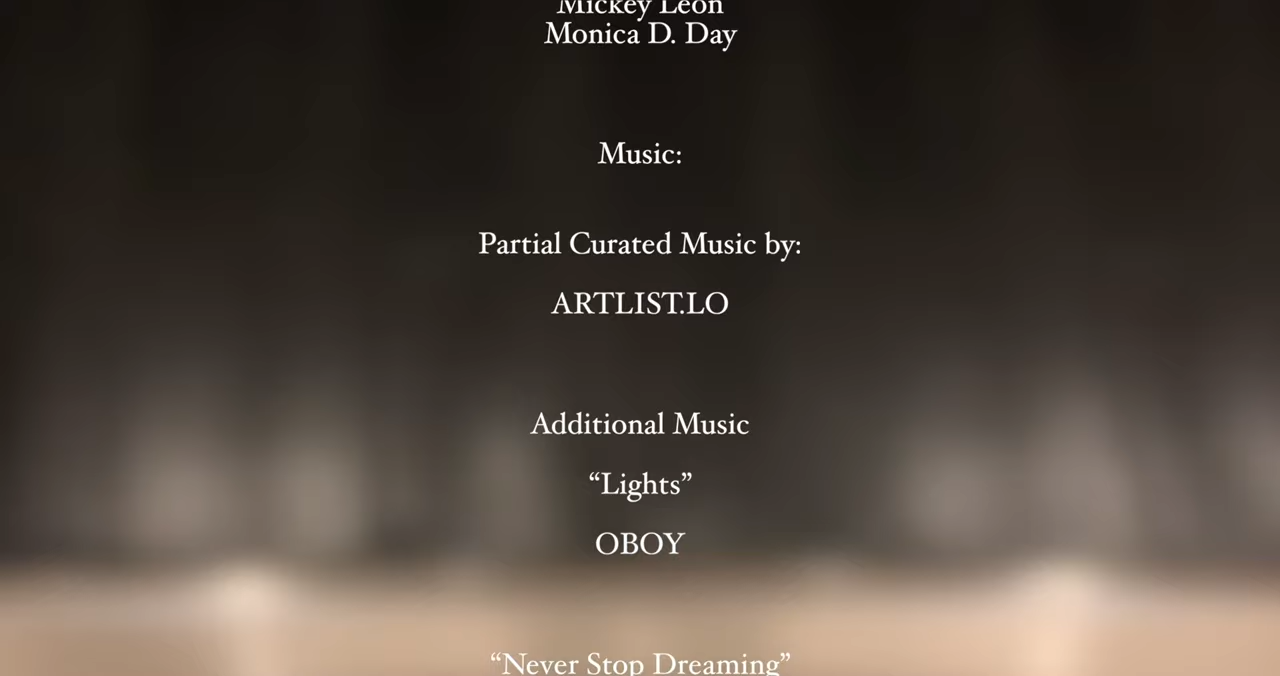 Mickey Leon
Monica D. Day
Music:
Partial Curated Music by:
ARTLIST.LO
Additional Music
“Lights”
OBOY
“Never Stop Dreaming”